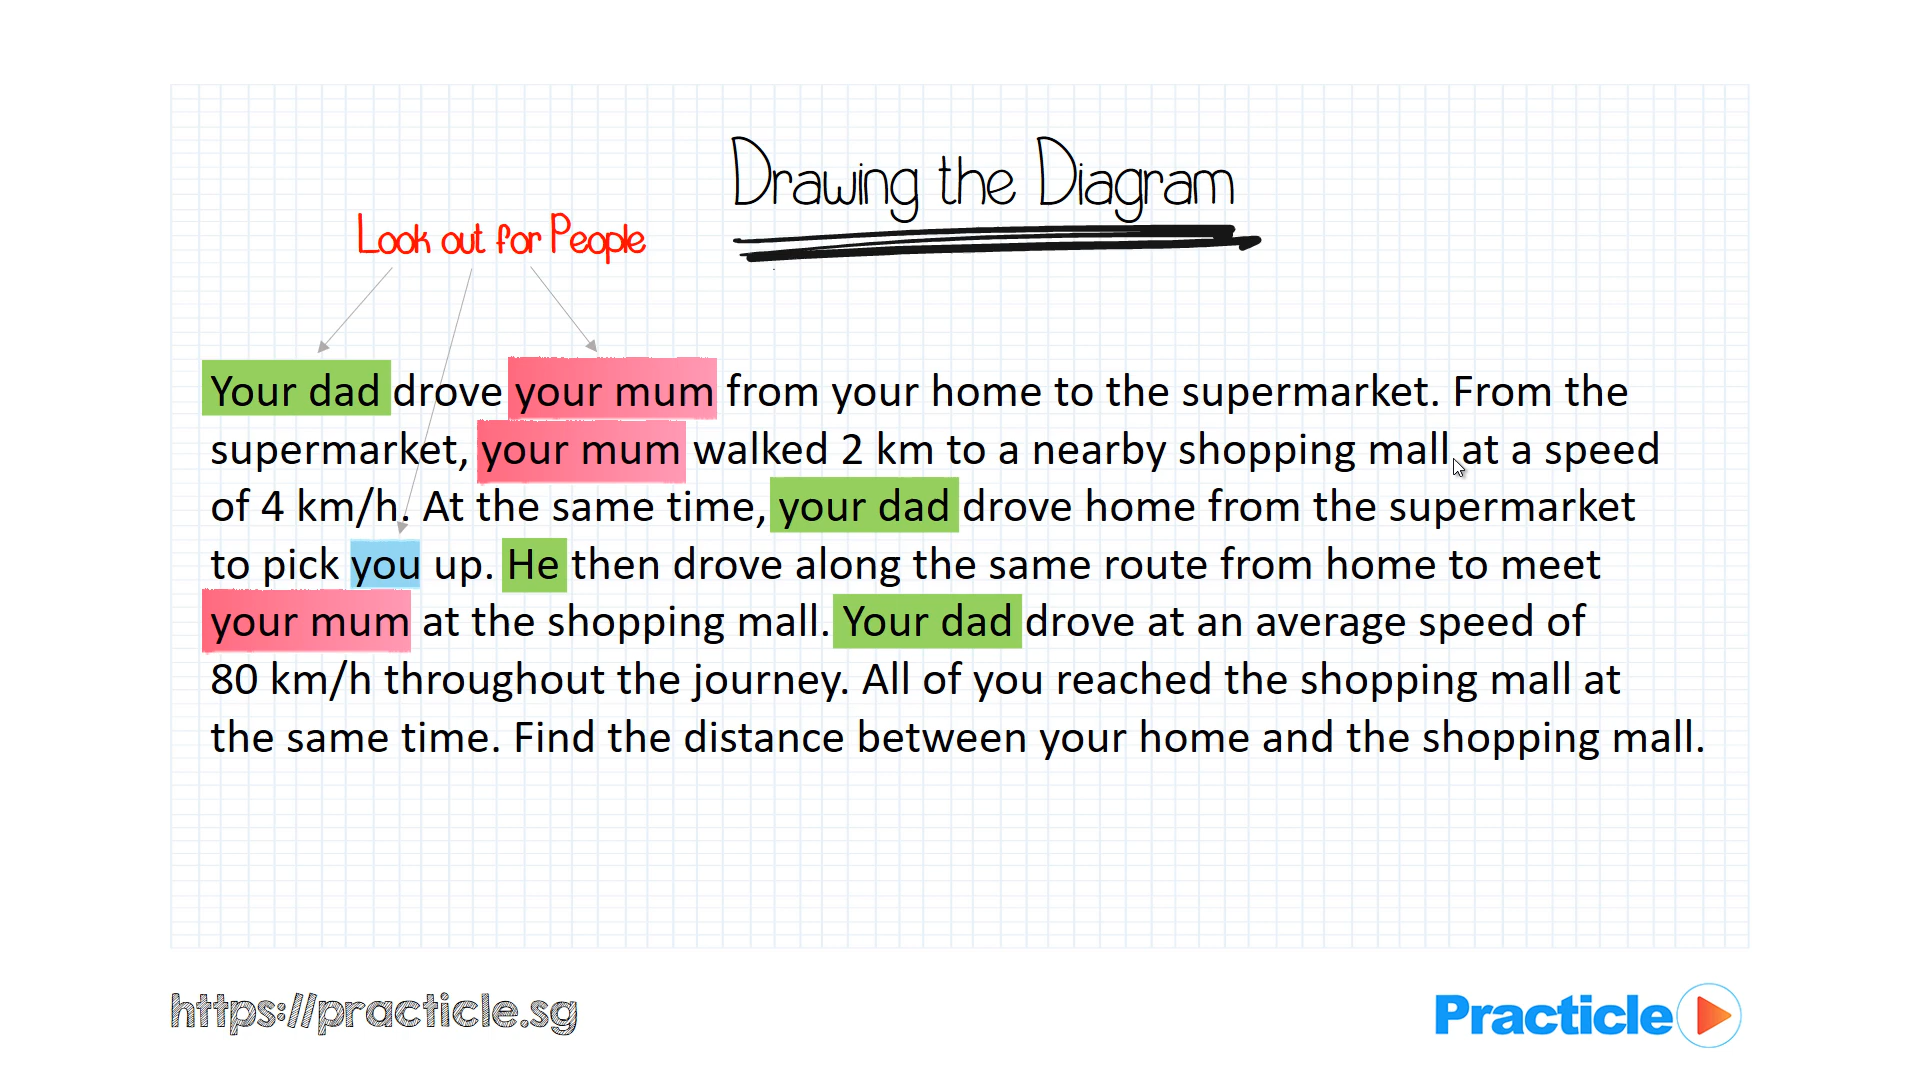 Drawing the Diagram
Look out for People
Your dad drove your mum from your home to the supermarket. From the
supermarket, your mum walked 2 km to a nearby shopping mall at a speed
of 4 km/h. At the same time, your dad drove home from the supermarket
to pick you up. He then drove along the same route from home to meet
your mum at the shopping mall. Your dad drove at an average speed of
80 km/h throughout the journey. All of you reached the shopping mall at
the same time. Find the distance between your home and the shopping mall.
https://practicle.sg
Practicle